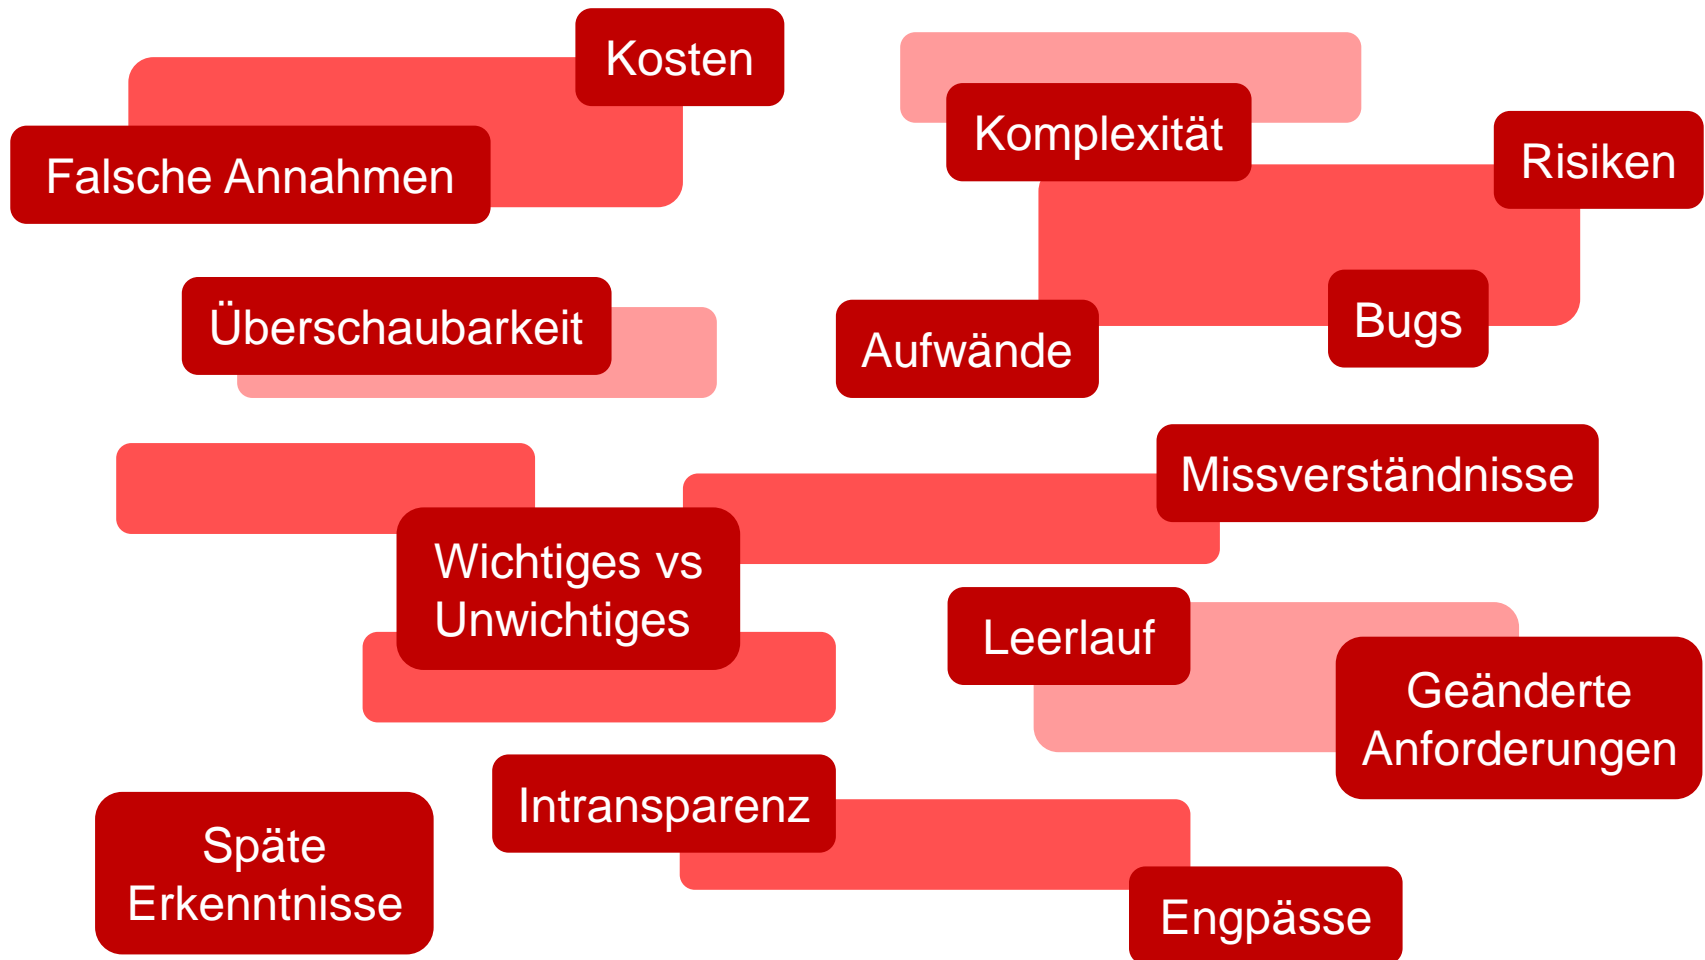 Kosten
Komplexität
Risiken
Falsche Annahmen
Überschaubarkeit
Aufwände
Bugs
Missverständnisse
Wichtiges vs
Unwichtiges
Leerlauf
Geänderte
Anforderungen
Intransparenz
Späte
Erkenntnisse
Engpässe